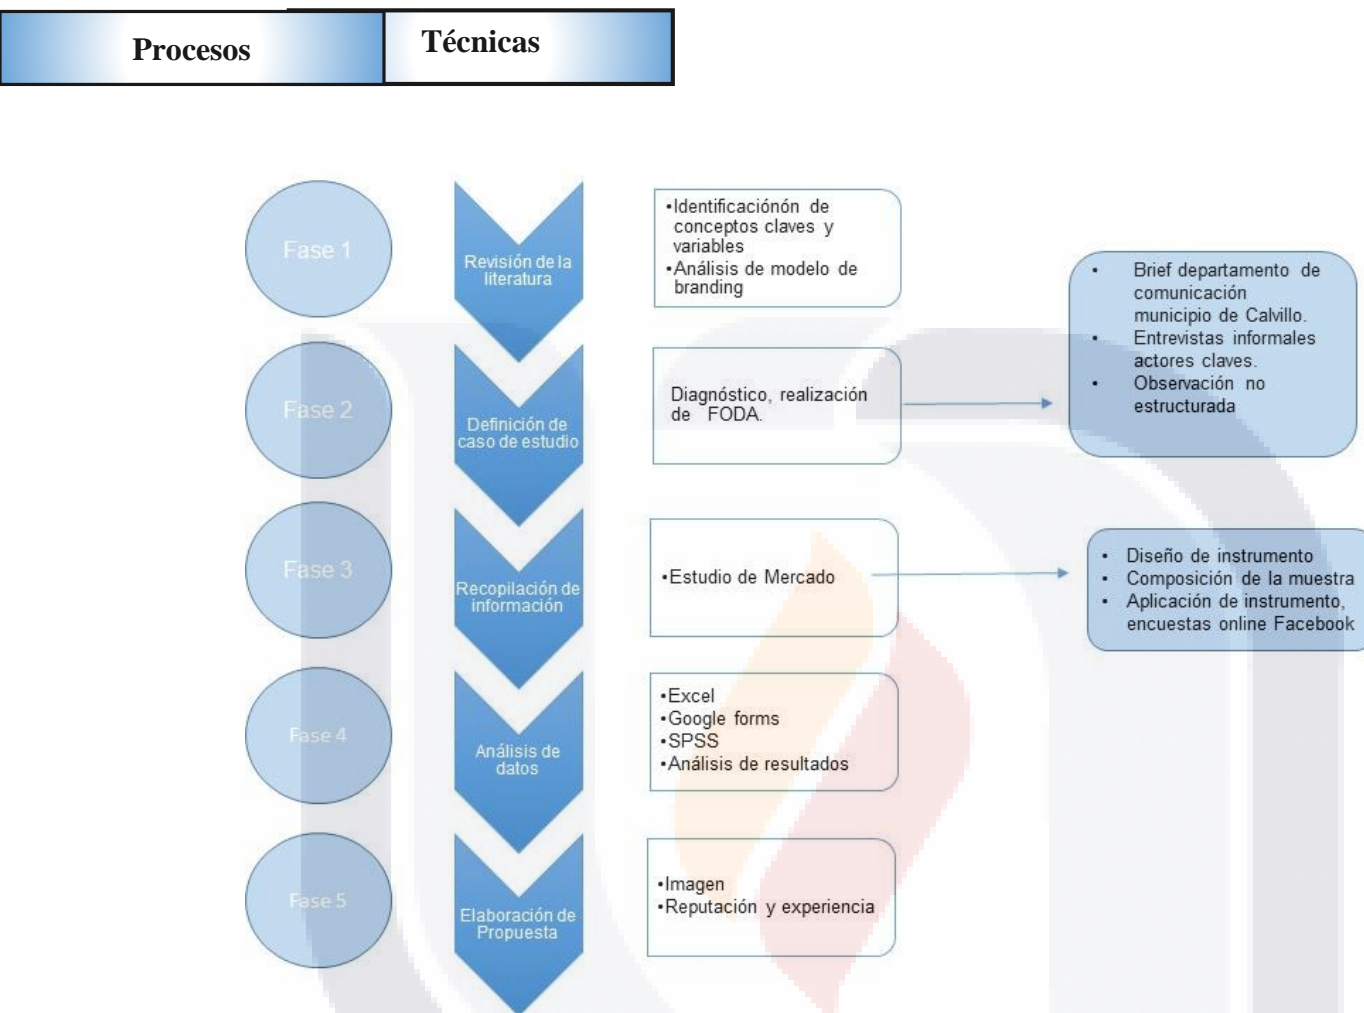 Procesos
Técnicas
Fase 1
Revisión de la
literatura
•Identificaciónón de
conceptos claves y
variables
•Análisis de modelo de
branding
Fase 2
Definición de
caso de estudio
Diagnóstico, realización
de FODA.
• Brief departamento de
comunicación
municipio de Calvillo.
• Entrevistas informales
actores claves.
• Observación no
estructurada
Fase 3
Recopilación de
información
•Estudio de Mercado
• Diseño de instrumento
• Composición de la muestra
• Aplicación de instrumento,
encuestas online Facebook
Fase 4
Análisis de
datos
•Excel
•Google forms
•SPSS
•Análisis de resultados
Fase 5
Elaboración de
Propuesta
•Imagen
•Reputación y experiencia